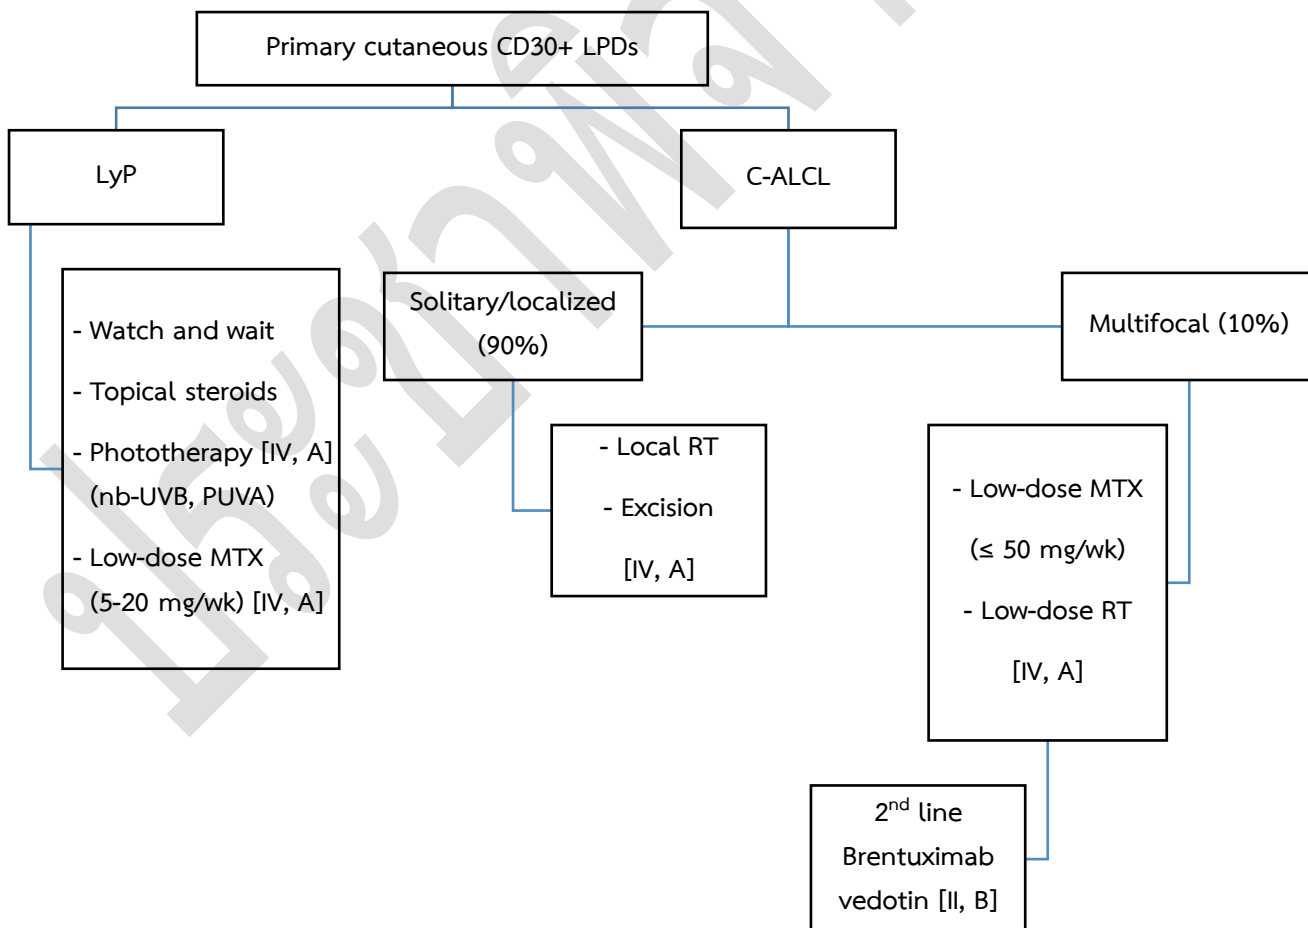 Primary cutaneous CD30+ LPDs
LyP
C-ALCL
- Watch and wait
- Topical steroids
- Phototherapy [IV, A]
(nb-UVB, PUVA)
- Low-dose MTX
(5-20 mg/wk) [IV, A]
Solitary/localized
(90%)
- Local RT
- Excision
[IV, A]
Multifocal (10%)
- Low-dose MTX
(≤ 50 mg/wk)
- Low-dose RT
[IV, A]
2nd line
Brentuximab
vedotin [II, B]